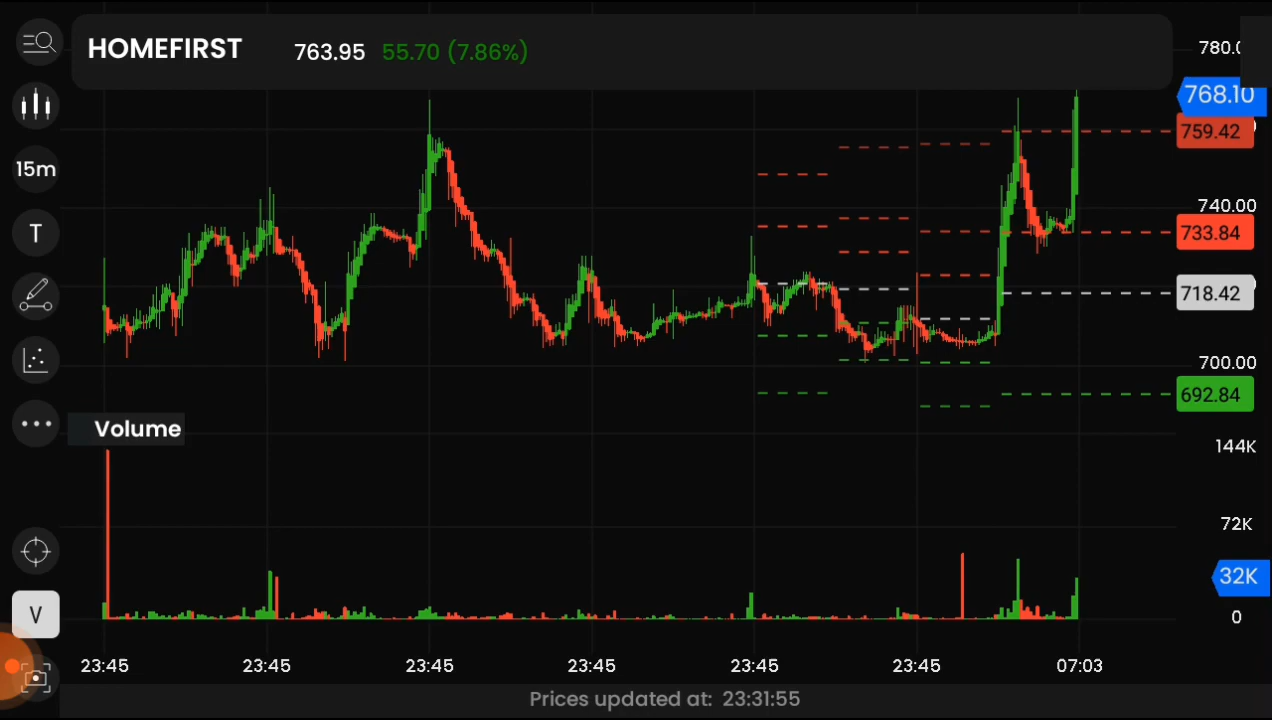 HOMEFIRST 763.95 55.70 (7.86%)
15m
T
V
780.0
768.10
759.42
740.00
733.84
718.42
700.00
692.84
Volume
144K
72K
32K
0
23:45 23:45 23:45 23:45 23:45 23:45 07:03
Prices updated at: 23:31:55